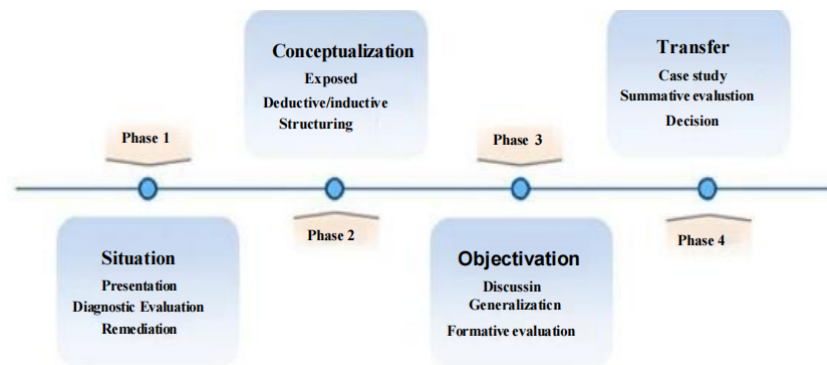 Phase 1
Situation
Presentation
Diagnostic Evaluation
Remediation
Conceptualization
Exposed
Deductive/inductive
Structuring
Phase 2
Phase 3
Objectivation
Discussin
Generalization
Formative evaluation
Transfer
Case study
Summative evalustion
Decision
Phase 4